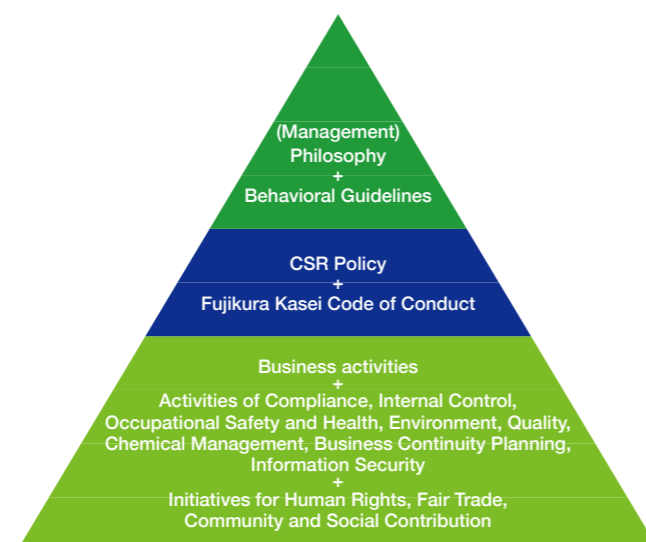 (Management)
Philosophy
+
Behavioral Guidelines
CSR Policy
+
Fujikura Kasei Code of Conduct
Business activities
+
Activities of Compliance, Internal Control,
Occupational Safety and Health, Environment, Quality,
Chemical Management, Business Continuity Planning,
Information Security
+
Initiatives for Human Rights, Fair Trade,
Community and Social Contribution